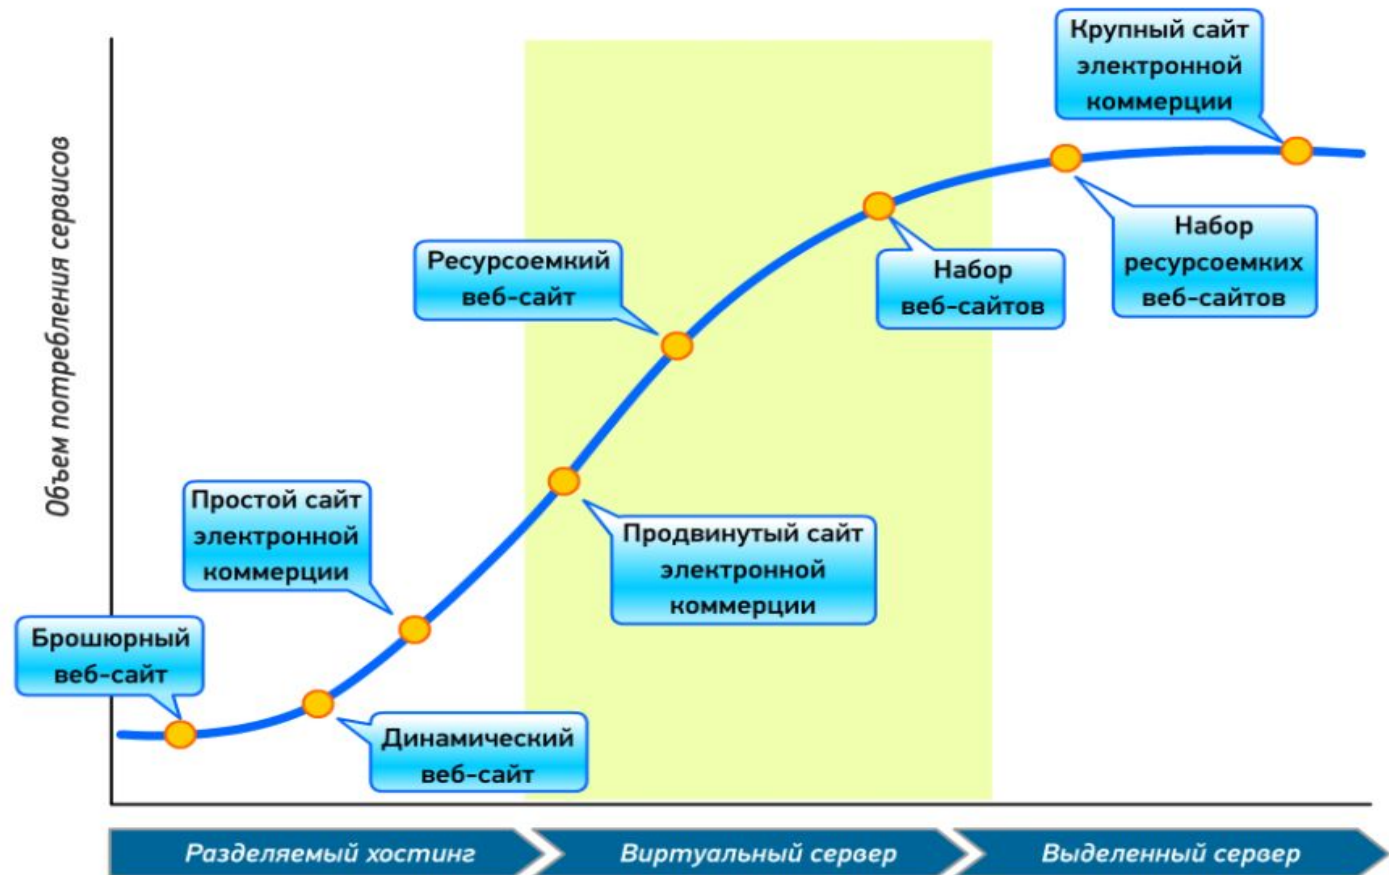 Крупный сайт
электронной
коммерции
Объем потребления сервисов
Ресурсоемкий
веб-сайт
Набор
веб-сайтов
Набор
ресурсоемких
веб-сайтов
Простой сайт
электронной
коммерции
Продвинутый сайт
электронной
коммерции
Брошюрный
веб-сайт
Динамический
веб-сайт
Разделяемый хостинг
Виртуальный сервер
Выделенный сервер